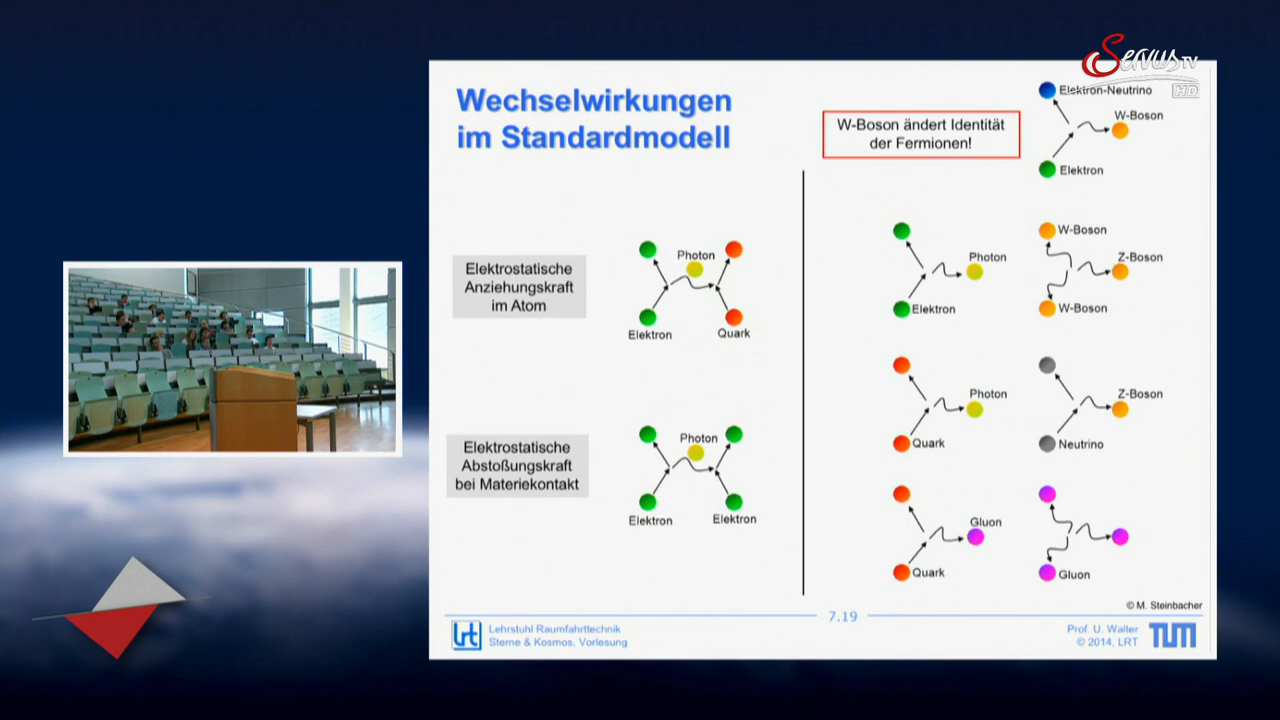 Servus TV
HD
Wechselwirkungen
im Standardmodell
W-Boson ändert Identität
der Fermionen!
Elektron-Neutrino
W-Boson
Elektron
Elektrostatische
Anziehungskraft
im Atom
Photon
Elektron
Quark
Photon
Elektron
W-Boson
Z-Boson
W-Boson
Photon
Quark
Z-Boson
Neutrino
Elektrostatische
Abstoßungskraft
bei Materiekontakt
Photon
Elektron
Elektron
Gluon
Quark
Gluon
© M. Steinbacher
7.19
lrt
Lehrstuhl Raumfahrttechnik
Sterne & Kosmos, Vorlesung
Prof. U. Walter
© 2014, LRT
TUM